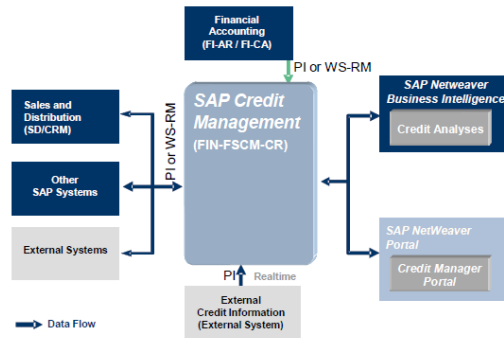 Financial
Accounting
(FI-AR / FI-CA)
PI or WS-RM
Sales and
Distribution
(SD/CRM)
Other
SAP Systems
External Systems
PI or WS-RM
SAP Credit
Management
(FIN-FSCM-CR)
SAP Netweaver
Business Intelligence
Credit Analyses
SAP NetWeaver
Portal
Credit Manager
Portal
PI
Realtime
External
Credit Information
(External System)
Data Flow